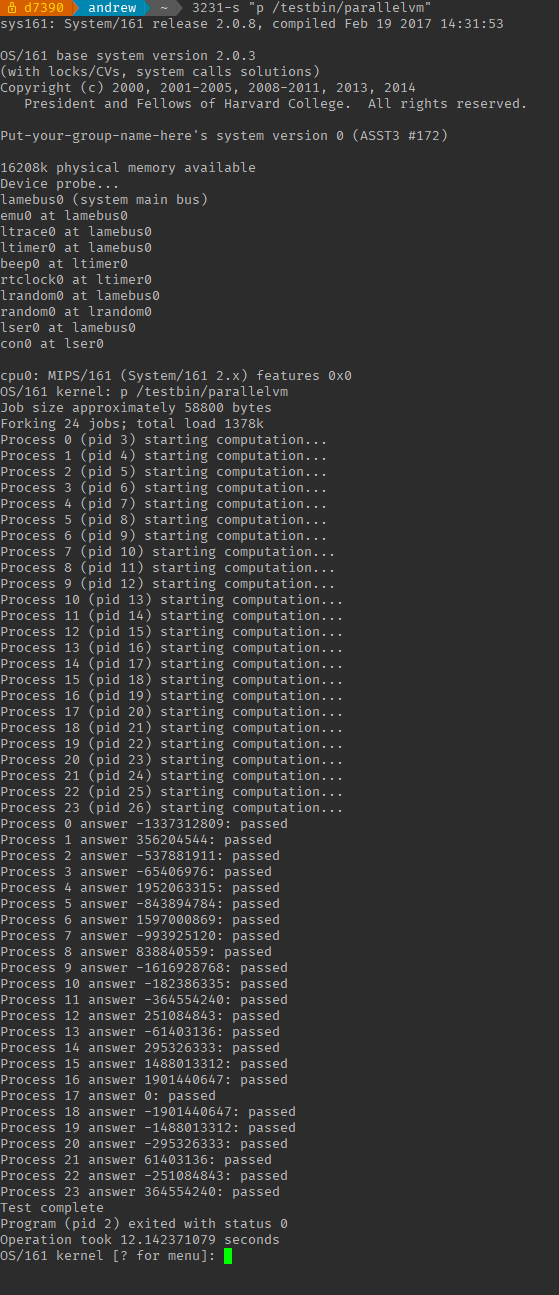 d7390 andrew ~ 3231-s "p /testbin/parallelvm"
sys161: System/161 release 2.0.8, compiled Feb 19 2017 14:31:53
OS/161 base system version 2.0.3
(with locks/CVs, system calls solutions)
Copyright (c) 2000, 2001-2005, 2008-2011, 2013, 2014
   President and Fellows of Harvard College.  All rights reserved.
Put-your-group-name-here's system version 0 (ASST3 #172)
16208k physical memory available
Device probe...
lamebus0 (system main bus)
emu0 at lamebus0
ltrace0 at lamebus0
ltimer0 at lamebus0
beep0 at ltimer0
rtclock0 at ltimer0
lrandom0 at lamebus0
random0 at lrandom0
lser0 at lamebus0
con0 at lser0
cpu0: MIPS/161 (System/161 2.x) features 0x0
OS/161 kernel: p /testbin/parallelvm
Job size approximately 58800 bytes
Forking 24 jobs; total load 1378k
Process 0 (pid 3) starting computation...
Process 1 (pid 4) starting computation...
Process 2 (pid 5) starting computation...
Process 3 (pid 6) starting computation...
Process 4 (pid 7) starting computation...
Process 5 (pid 8) starting computation...
Process 6 (pid 9) starting computation...
Process 7 (pid 10) starting computation...
Process 8 (pid 11) starting computation...
Process 9 (pid 12) starting computation...
Process 10 (pid 13) starting computation...
Process 11 (pid 14) starting computation...
Process 12 (pid 15) starting computation...
Process 13 (pid 16) starting computation...
Process 14 (pid 17) starting computation...
Process 15 (pid 18) starting computation...
Process 16 (pid 19) starting computation...
Process 17 (pid 20) starting computation...
Process 18 (pid 21) starting computation...
Process 19 (pid 22) starting computation...
Process 20 (pid 23) starting computation...
Process 21 (pid 24) starting computation...
Process 22 (pid 25) starting computation...
Process 23 (pid 26) starting computation...
Process 0 answer -1337312809: passed
Process 1 answer 356204544: passed
Process 2 answer -537881911: passed
Process 3 answer -65406976: passed
Process 4 answer 1952063315: passed
Process 5 answer -843894784: passed
Process 6 answer 1597000869: passed
Process 7 answer -993925120: passed
Process 8 answer 838840559: passed
Process 9 answer -1616928768: passed
Process 10 answer -182386335: passed
Process 11 answer -364554240: passed
Process 12 answer 251084843: passed
Process 13 answer -61403136: passed
Process 14 answer 295326333: passed
Process 15 answer 1488013312: passed
Process 16 answer 1901440647: passed
Process 17 answer 0: passed
Process 18 answer -1901440647: passed
Process 19 answer -1488013312: passed
Process 20 answer -295326333: passed
Process 21 answer 61403136: passed
Process 22 answer -251084843: passed
Process 23 answer 364554240: passed
Test complete
Program (pid 2) exited with status 0
Operation took 12.142371079 seconds
OS/161 kernel [? for menu]: